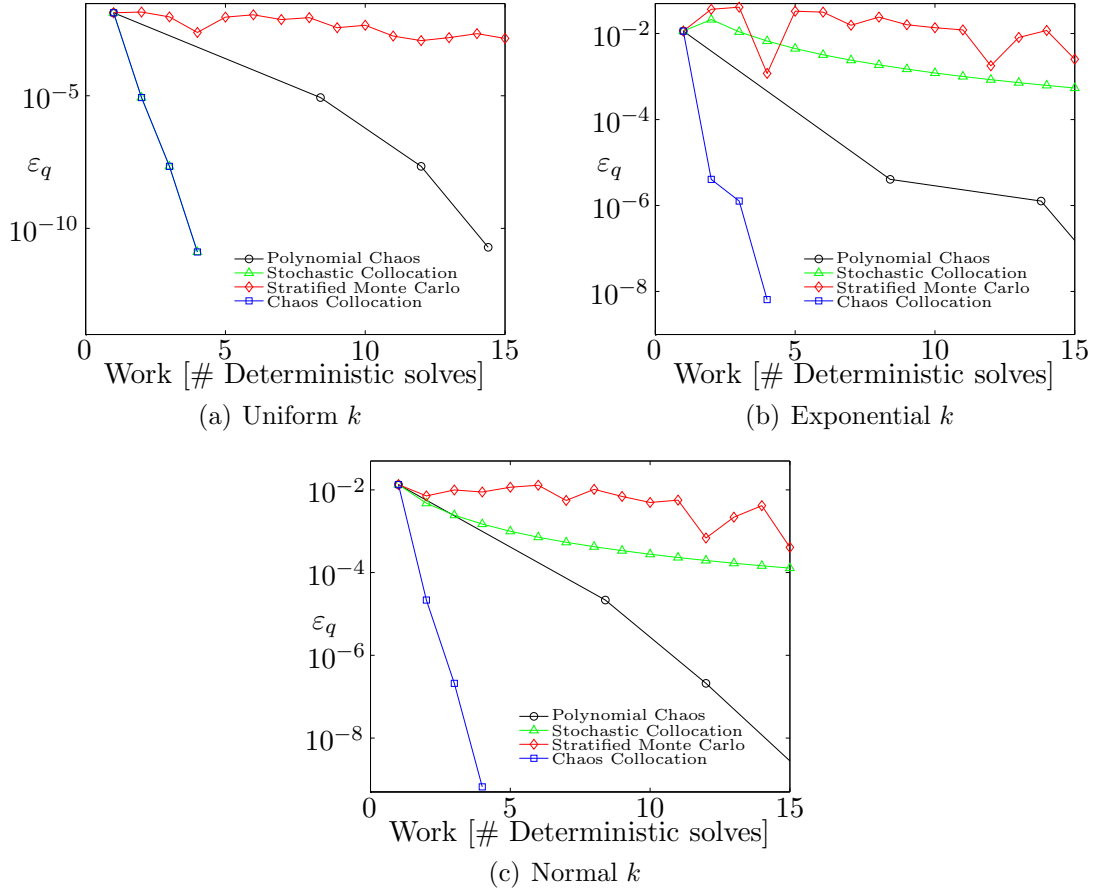 10^{-5}
ε_q
10^{-10}
Polynomial Chaos
Stochastic Collocation
Stratified Monte Carlo
Chaos Collocation
0 5 10 15
Work [# Deterministic solves]
(a) Uniform k
10^{-2}
10^{-4}
ε_q
10^{-6}
10^{-8}
Polynomial Chaos
Stochastic Collocation
Stratified Monte Carlo
Chaos Collocation
0 5 10 15
Work [# Deterministic solves]
(b) Exponential k
10^{-2}
10^{-4}
ε_q
10^{-6}
10^{-8}
Polynomial Chaos
Stochastic Collocation
Stratified Monte Carlo
Chaos Collocation
0 5 10 15
Work [# Deterministic solves]
(c) Normal k